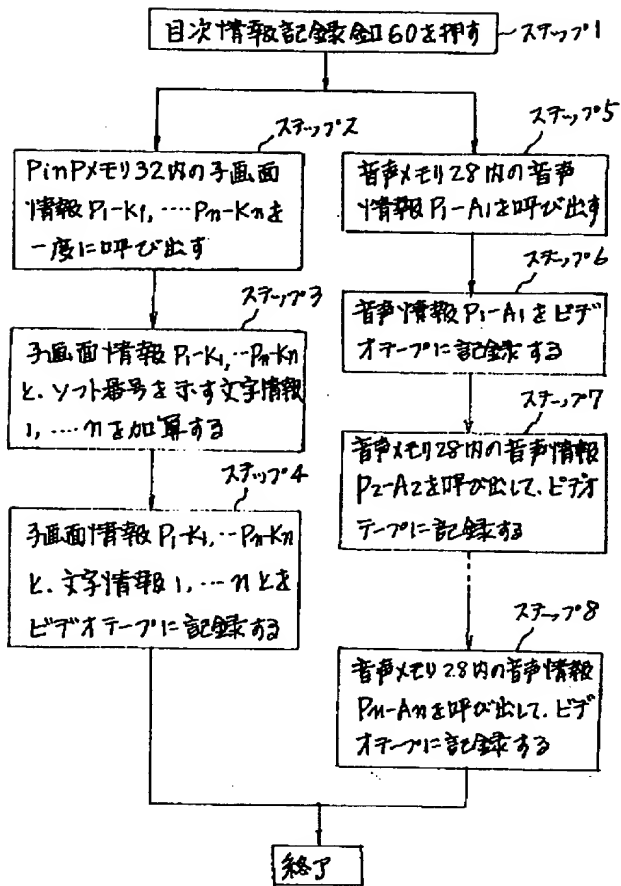 目次情報記録釦60を押す
ステップ1
ステップ2
PinPメモリ32内の子画面
情報P1-K1,‥‥Pn-Knを
一度に呼び出す
ステップ3
子画面情報P1-K1,‥Pn-Kn
と、ソフト番号を示す文字情報
1,‥‥nを加算する
ステップ4
子画面情報P1-K1,‥Pn-Kn
と、文字情報1,‥‥nとを
ビデオテープに記録する
ステップ5
音声メモリ28内の音声
情報P1-A1を呼び出す
ステップ6
音声情報P1-A1をビデ
オテープに記録する
ステップ7
音声メモリ28内の音声情報
P2-A2を呼び出して、ビデオ
テープに記録する
ステップ8
音声メモリ28内の音声情報
Pn-Anを呼び出して、ビデ
オテープに記録する
終了